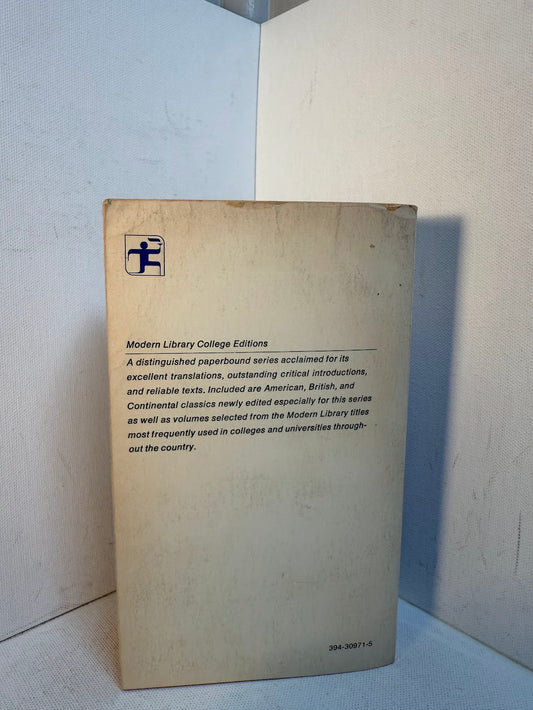 Modern Library College Editions
A distinguished paperbound series acclaimed for its
excellent translations, outstanding critical introductions,
and reliable texts. Included are American, British, and
Continental classics newly edited especially for this series
as well as volumes selected from the Modern Library titles
most frequently used in colleges and universities through-
out the country.
394-30971-5